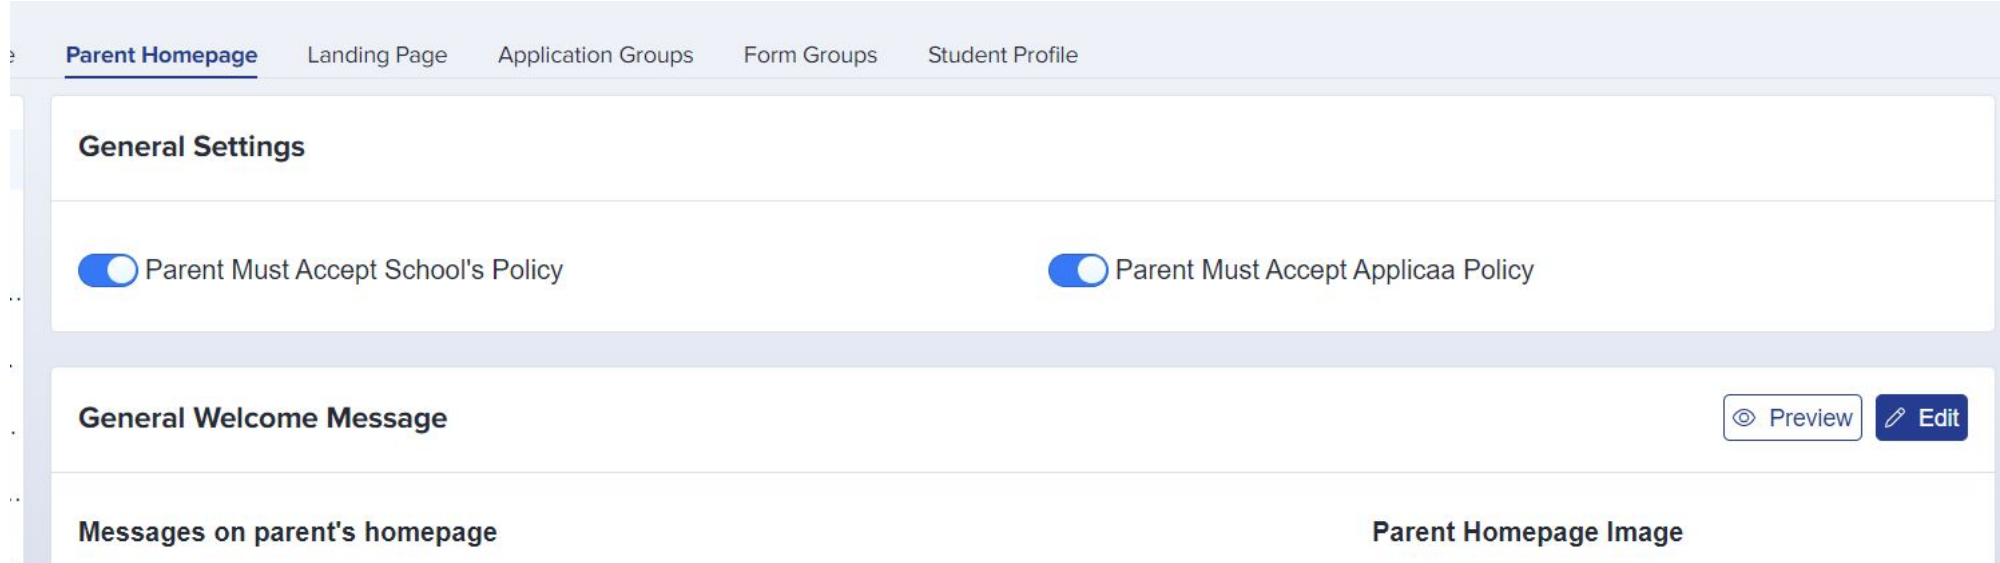 Parent Homepage Landing Page Application Groups Form Groups Student Profile
General Settings
Parent Must Accept School's Policy Parent Must Accept Applicaa Policy
General Welcome Message Preview Edit
Messages on parent's homepage Parent Homepage Image